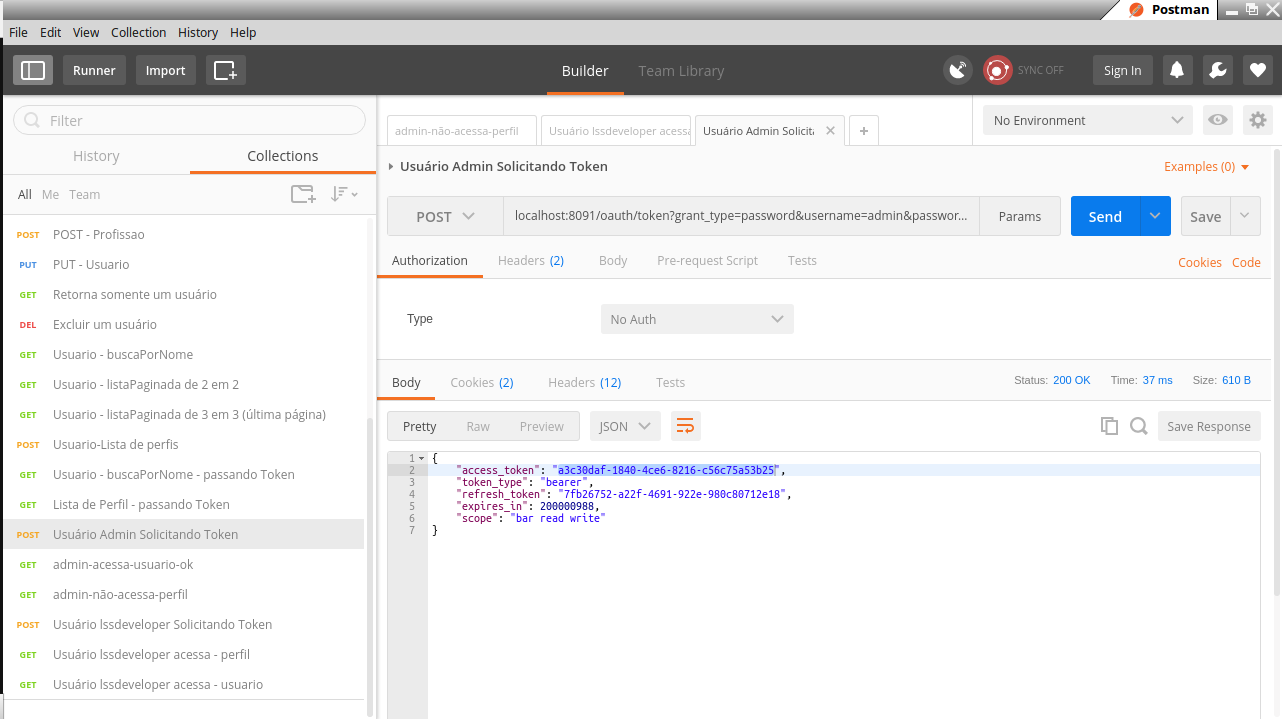 Postman
File Edit View Collection History Help
Runner Import Builder Team Library SYNC OFF Sign In
Filter
History Collections
All Me Team
POST POST - Profissao
PUT PUT - Usuario
GET Retorna somente um usuário
DEL Excluir um usuário
GET Usuario - buscaPorNome
GET Usuario - listaPaginada de 2 em 2
GET Usuario - listaPaginada de 3 em 3 (última página)
POST Usuario-Lista de perfis
GET Usuario - buscaPorNome - passando Token
GET Lista de Perfil - passando Token
POST Usuário Admin Solicitando Token
GET admin-acessa-usuario-ok
GET admin-não-acessa-perfil
POST Usuário lssdeveloper Solicitando Token
GET Usuário lssdeveloper acessa - perfil
GET Usuário lssdeveloper acessa - usuario
admin-não-acessa-perfil Usuário lssdeveloper acessa Usuário Admin Solicita × +
No Environment
Usuário Admin Solicitando Token Examples (0)
POST localhost:8091/oauth/token?grant_type=password&username=admin&passwor... Params Send Save
Authorization Headers (2) Body Pre-request Script Tests Cookies Code
Type No Auth
Body Cookies (2) Headers (12) Tests Status: 200 OK Time: 37 ms Size: 610 B
Pretty Raw Preview JSON Save Response
1 {
2 "access_token": "a3c30daf-1840-4ce6-8216-c56c75a53b25",
3 "token_type": "bearer",
4 "refresh_token": "7fb26752-a22f-4691-922e-980c80712e18",
5 "expires_in": 200000988,
6 "scope": "bar read write"
7 }